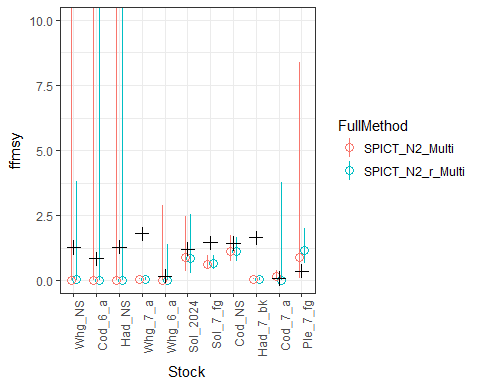 10.0
7.5
5.0
2.5
0.0
ffmsy
Whg_NS
Cod_6_a
Had_NS
Whg_7_a
Whg_6_a
Sol_2024
Sol_7_fg
Cod_NS
Had_7_bk
Cod_7_a
Ple_7_fg
Stock
FullMethod
SPICT_N2_Multi
SPICT_N2_r_Multi